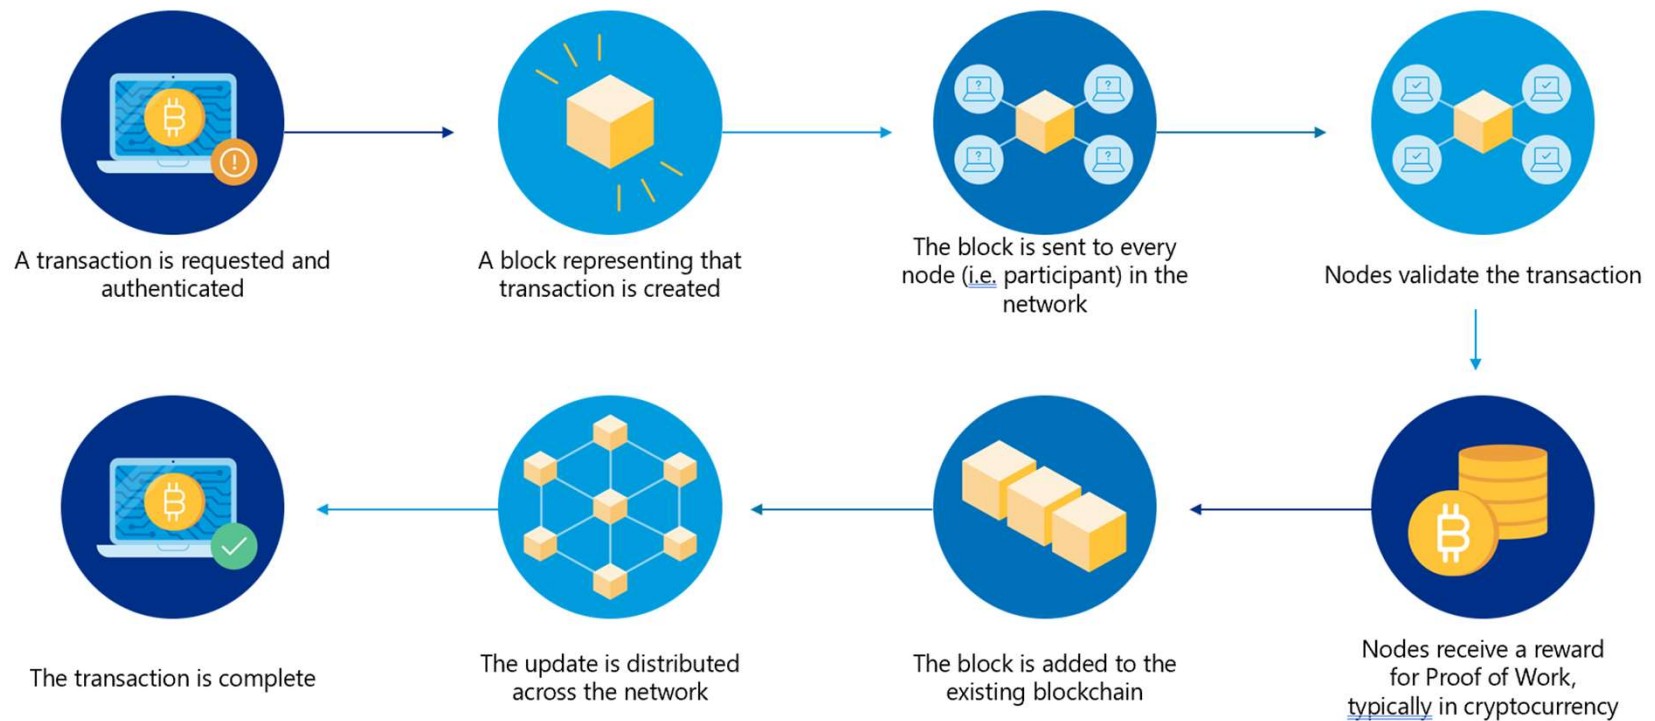 A transaction is requested and
authenticated
A block representing that
transaction is created
The block is sent to every
node (i.e. participant) in the
network
Nodes validate the transaction
Nodes receive a reward
for Proof of Work,
typically in cryptocurrency
The block is added to the
existing blockchain
The update is distributed
across the network
The transaction is complete